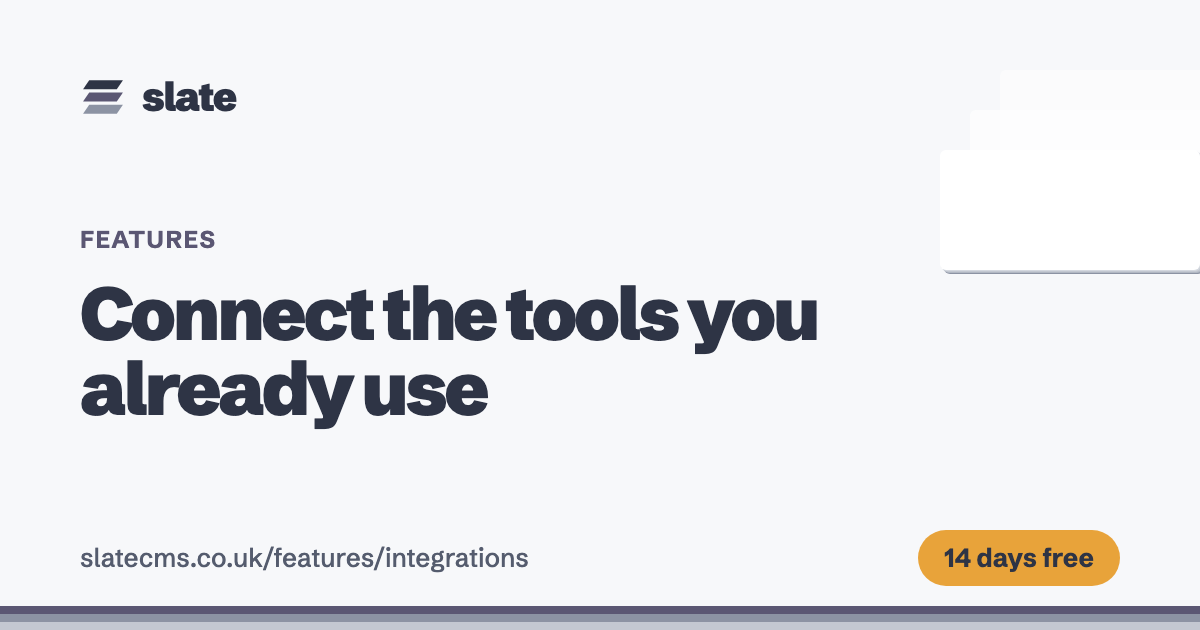 slate
FEATURES
Connect the tools you
already use
slatecms.co.uk/features/integrations
14 days free